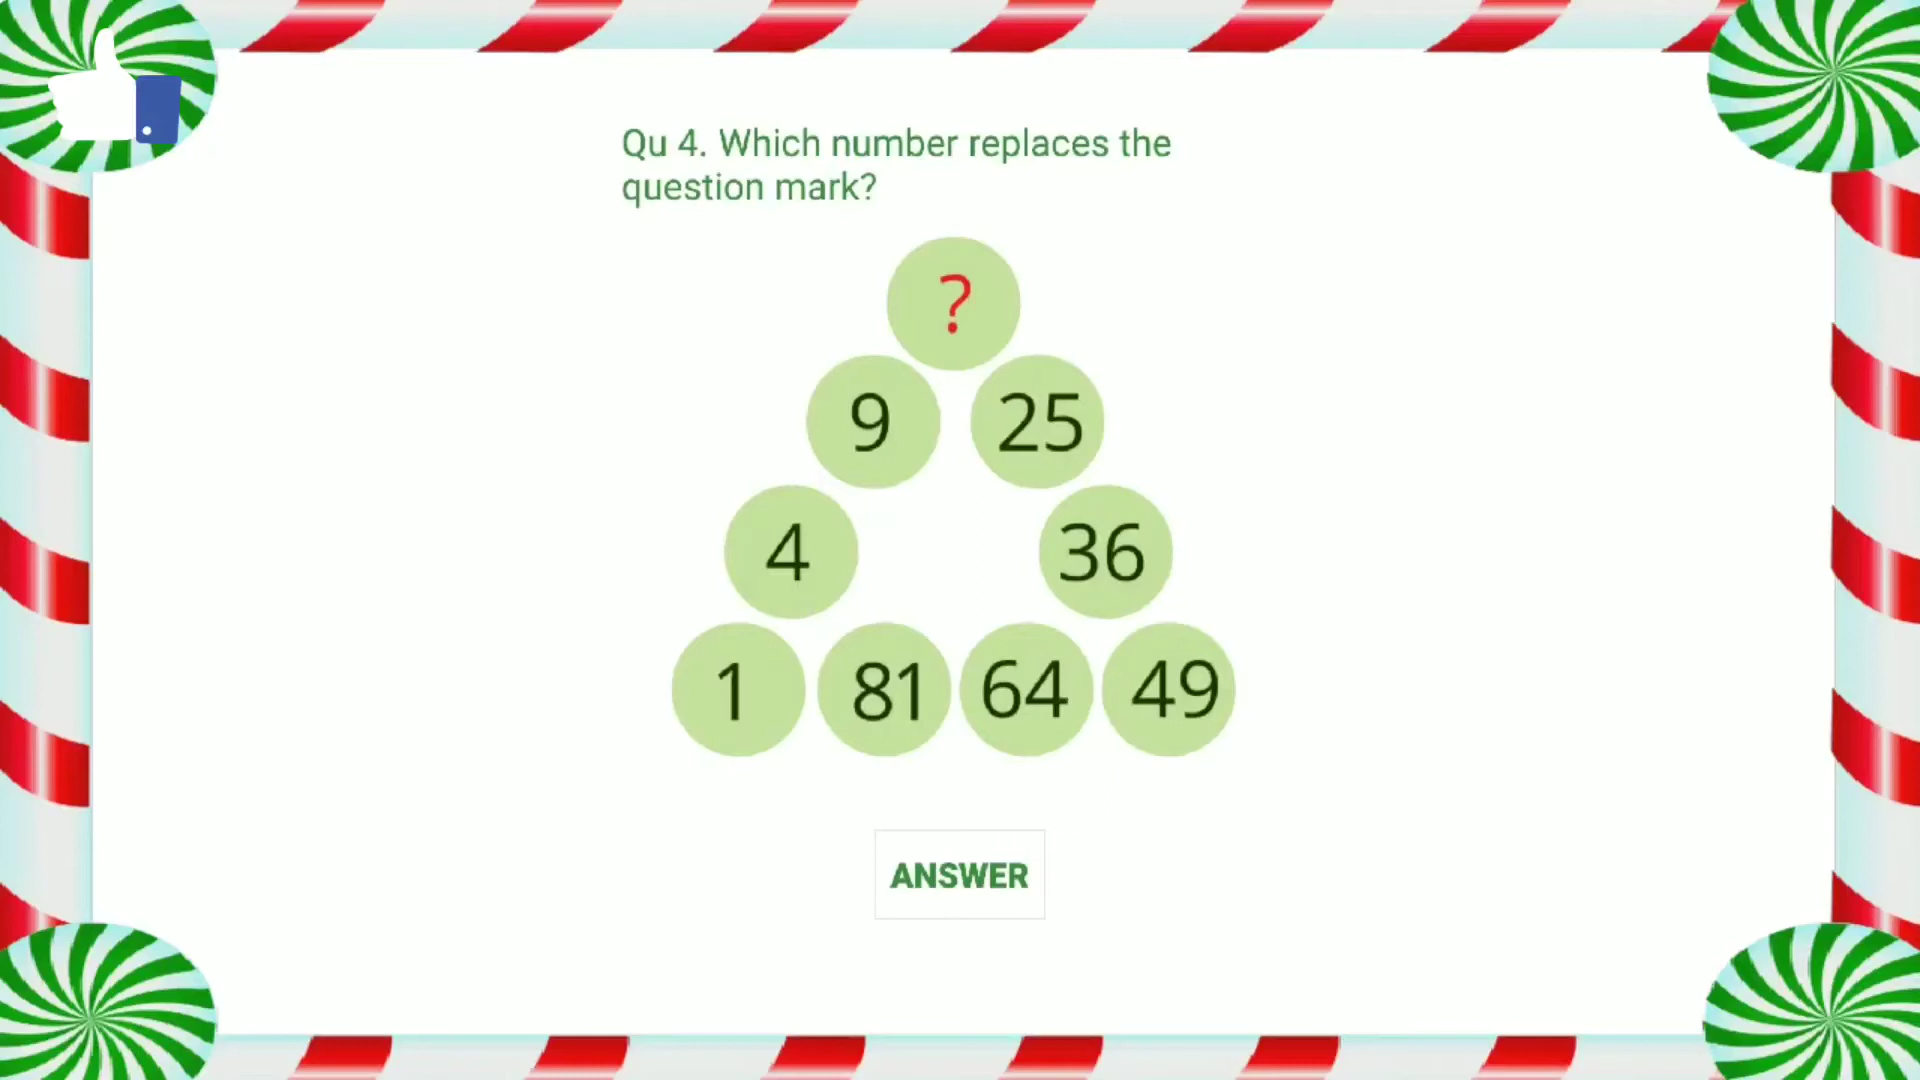 Qu 4. Which number replaces the
question mark?
?
9 25
4 36
1 81 64 49
ANSWER